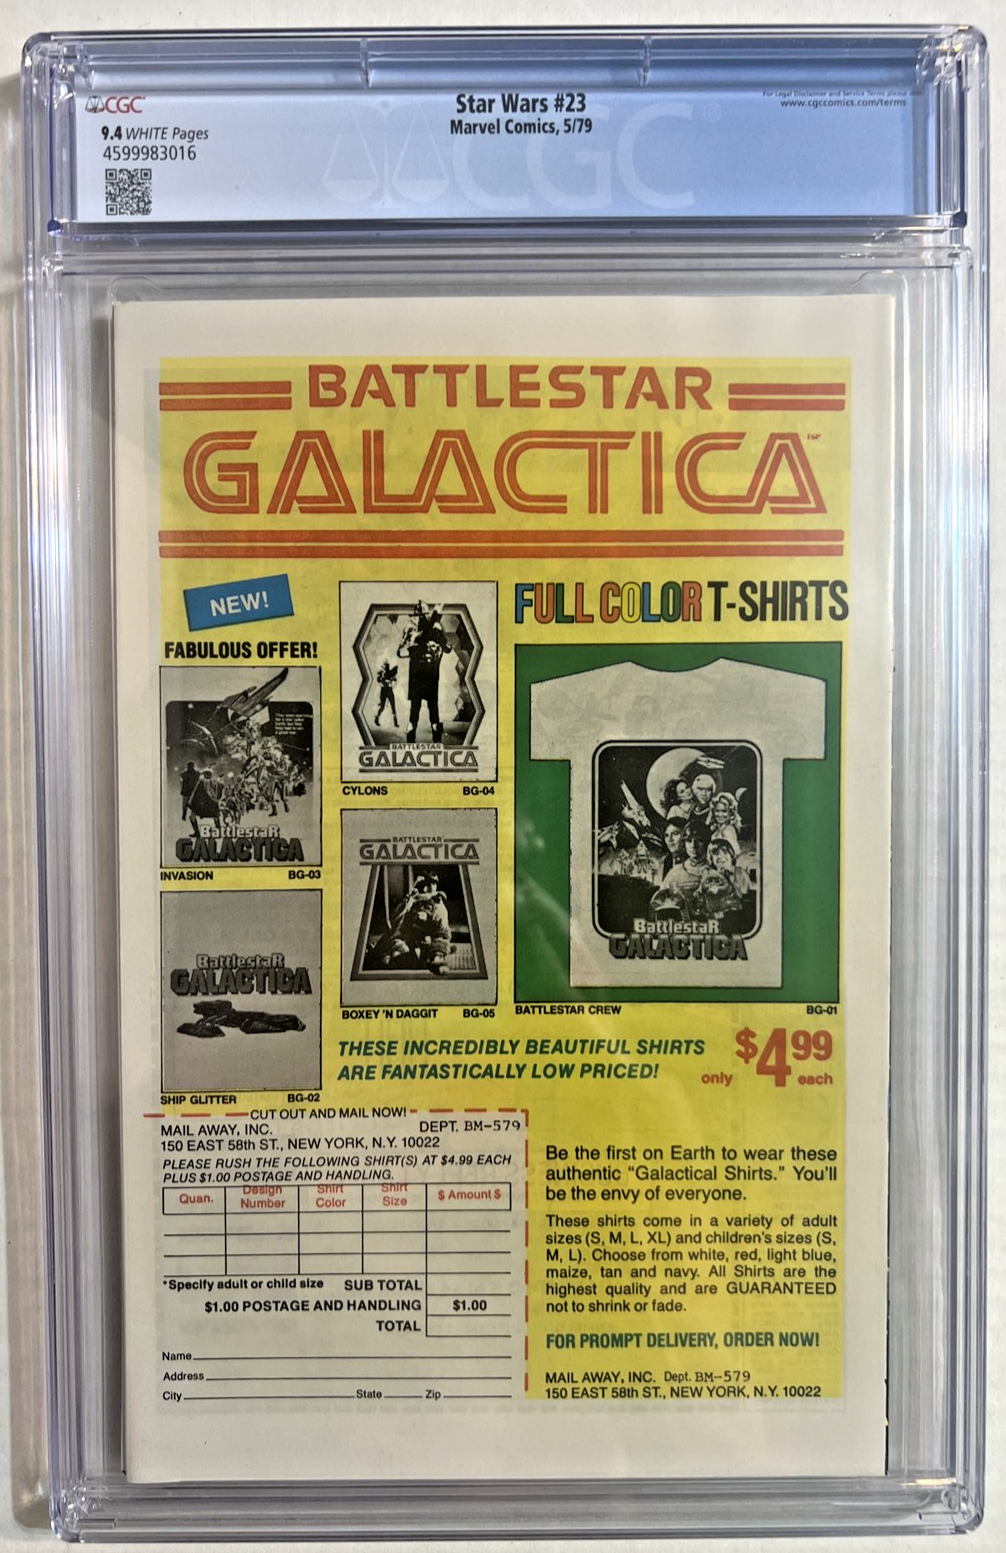 CGC
9.4 WHITE Pages
4599983016
Star Wars #23
Marvel Comics, 5/79
For Legal Disclaimer and Service Terms please
www.cgccomics.com/terms
CGC
BATTLESTAR
GALACTICA™
NEW!
FABULOUS OFFER!
FULL COLOR T-SHIRTS
BattlestaR
GALACTICA
INVASION BG-03
BATTLESTAR
GALACTICA
CYLONS BG-04
BattlestaR
GALACTICA
SHIP GLITTER BG-02
BATTLESTAR
GALACTICA
BOXEY 'N DAGGIT BG-05
BattlestaR
GALACTICA
BATTLESTAR CREW BG-01
THESE INCREDIBLY BEAUTIFUL SHIRTS
ARE FANTASTICALLY LOW PRICED!
only $4.99 each
CUT OUT AND MAIL NOW!
MAIL AWAY, INC. DEPT. BM-579
150 EAST 58th ST., NEW YORK, N.Y. 10022
PLEASE RUSH THE FOLLOWING SHIRT(S) AT $4.99 EACH
PLUS $1.00 POSTAGE AND HANDLING.
Quan. Design Number Shirt Color Shirt Size $ Amount $
*Specify adult or child size SUB TOTAL
$1.00 POSTAGE AND HANDLING $1.00
TOTAL
Name
Address
City State Zip
Be the first on Earth to wear these
authentic "Galactical Shirts." You'll
be the envy of everyone.
These shirts come in a variety of adult
sizes (S, M, L, XL) and children's sizes (S,
M, L). Choose from white, red, light blue,
maize, tan and navy. All Shirts are the
highest quality and are GUARANTEED
not to shrink or fade.
FOR PROMPT DELIVERY, ORDER NOW!
MAIL AWAY, INC. Dept. BM-579
150 EAST 58th ST., NEW YORK, N.Y. 10022